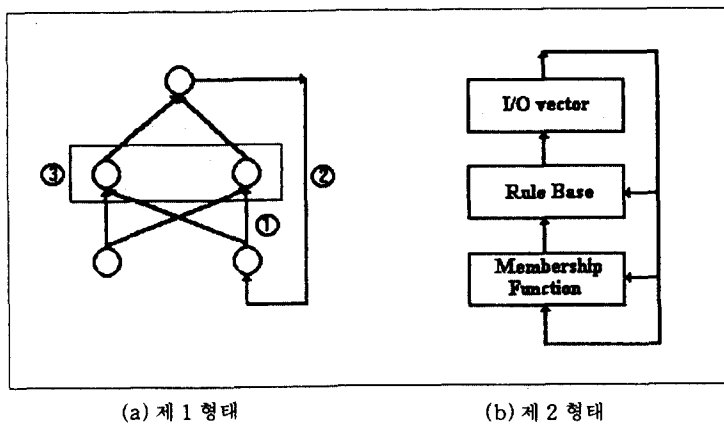 ③
②
①
I/O vector
Rule Base
Membership
Function
(a) 제 1 형태
(b) 제 2 형태